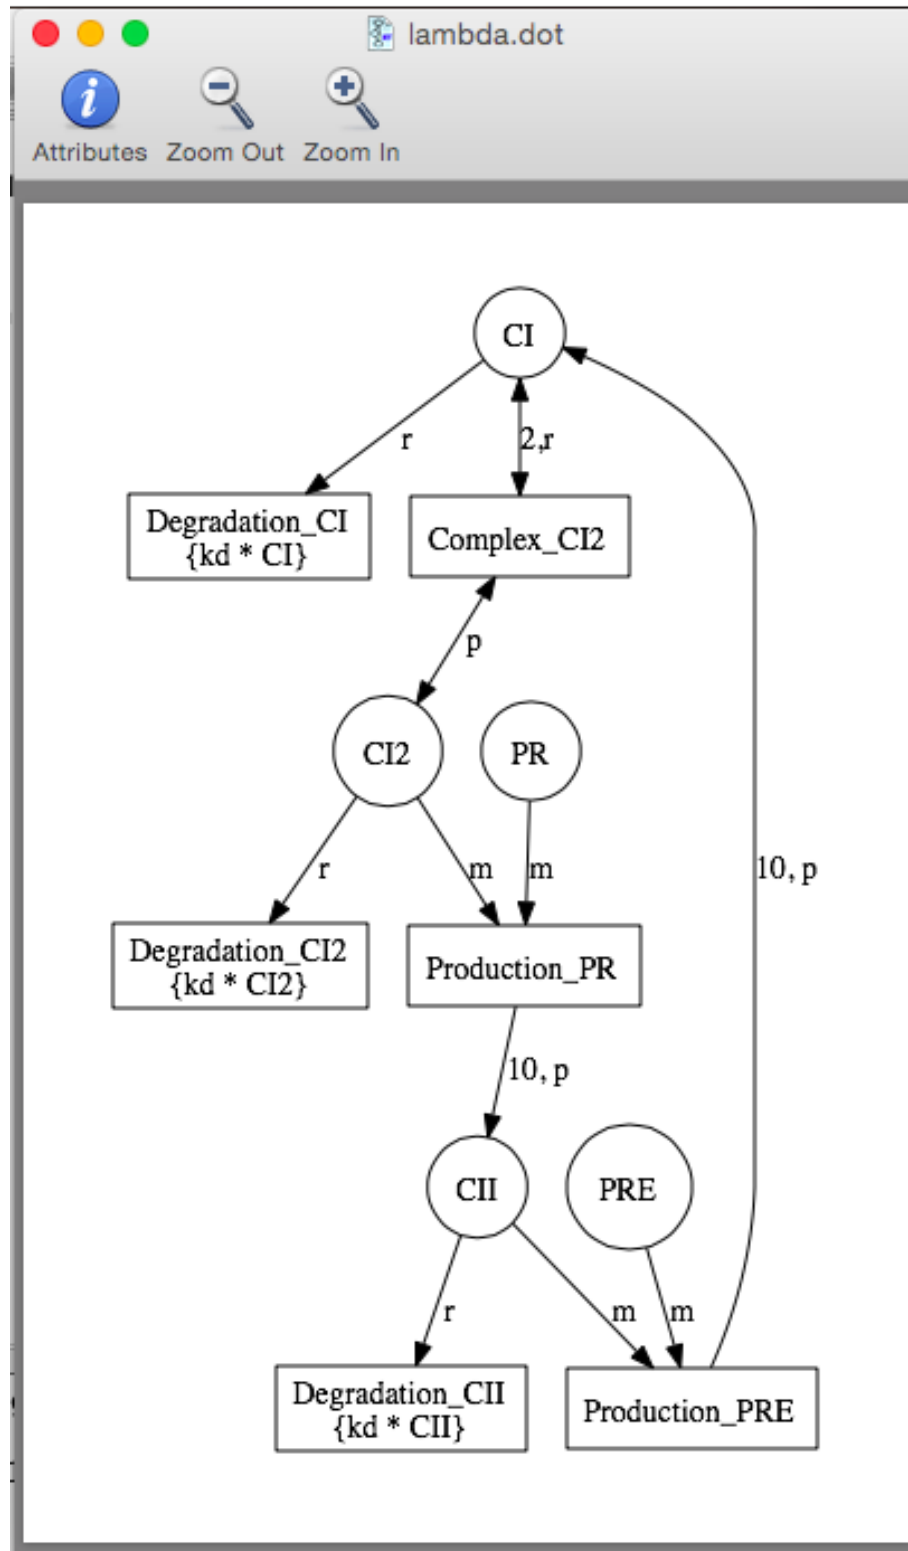 lambda.dot
Attributes Zoom Out Zoom In
CI
r
2,r
Degradation_CI
{kd * CI}
Complex_CI2
p
CI2
PR
r
m
m
10, p
Degradation_CI2
{kd * CI2}
Production_PR
10, p
CII
PRE
r
m
m
Degradation_CII
{kd * CII}
Production_PRE